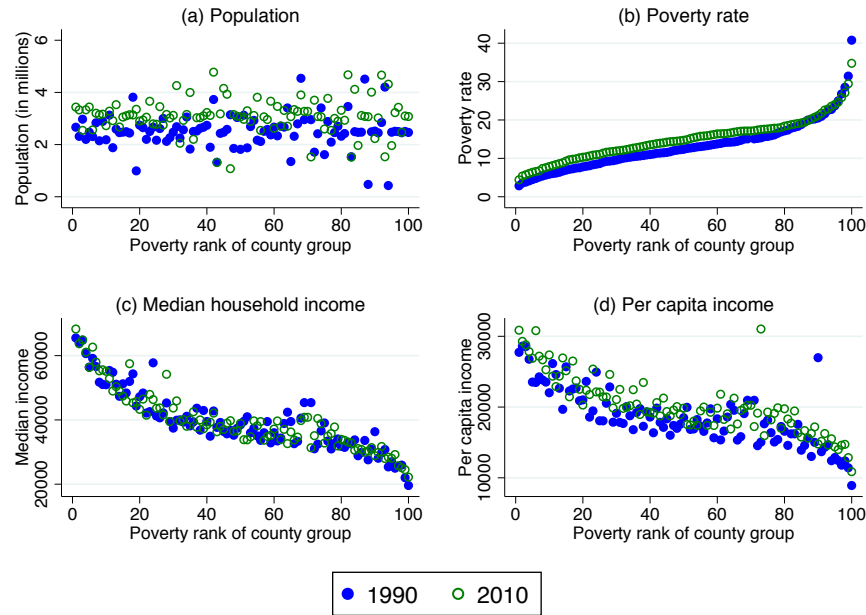 (a) Population
Population (in millions)
6
4
2
0
0 20 40 60 80 100
Poverty rank of county group
(b) Poverty rate
Poverty rate
40
30
20
10
0
0 20 40 60 80 100
Poverty rank of county group
(c) Median household income
Median income
60000
40000
20000
0 20 40 60 80 100
Poverty rank of county group
(d) Per capita income
Per capita income
30000
20000
10000
0 20 40 60 80 100
Poverty rank of county group
1990 2010